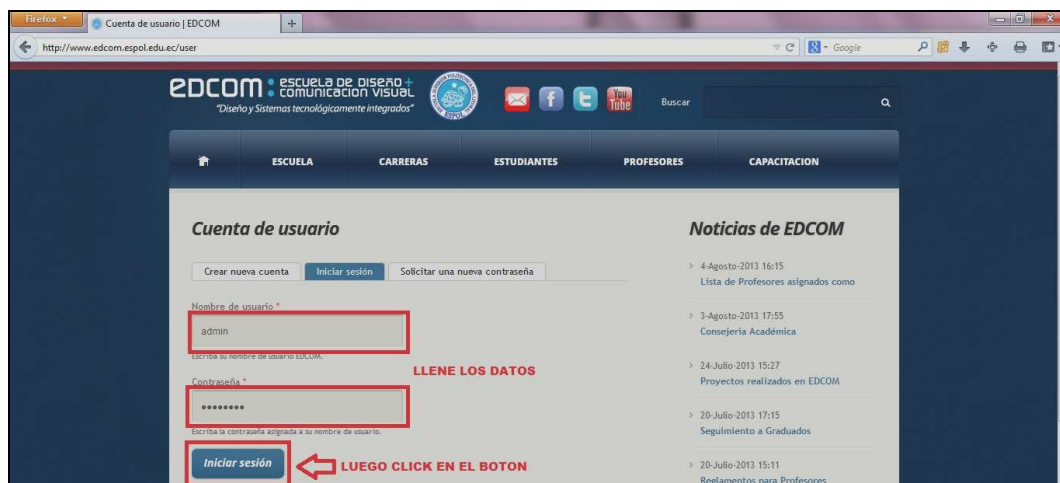 Firefox
Cuenta de usuario | EDCOM
+
http://www.edcom.espol.edu.ec/user
Google
EDCOM : ESCUELA DE DISEÑO +
COMUNICACION VISUAL
"Diseño y Sistemas tecnológicamente integrados"
ESPOL
You
Tube
Buscar
ESCUELA
CARRERAS
ESTUDIANTES
PROFESORES
CAPACITACION
Cuenta de usuario
Crear nueva cuenta
Iniciar sesión
Solicitar una nueva contraseña
Nombre de usuario *
admin
Escriba su nombre de usuario EDCOM.
LLENE LOS DATOS
Contraseña *
••••••••
Escriba la contraseña asignada a su nombre de usuario.
Iniciar sesión
LUEGO CLICK EN EL BOTON
Noticias de EDCOM
4-Agosto-2013 16:15
Lista de Profesores asignados como
3-Agosto-2013 17:55
Consejería Académica
24-Julio-2013 15:27
Proyectos realizados en EDCOM
20-Julio-2013 17:15
Seguimiento a Graduados
20-Julio-2013 15:11
Reglamentos para Profesores